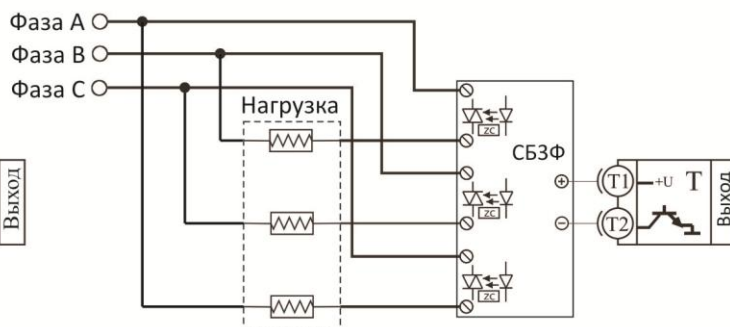 Фаза А
Фаза В
Фаза С
Нагрузка
Выход
ZC
СБЗФ
ZC
ZC
T1
+U
T
T2
Выход